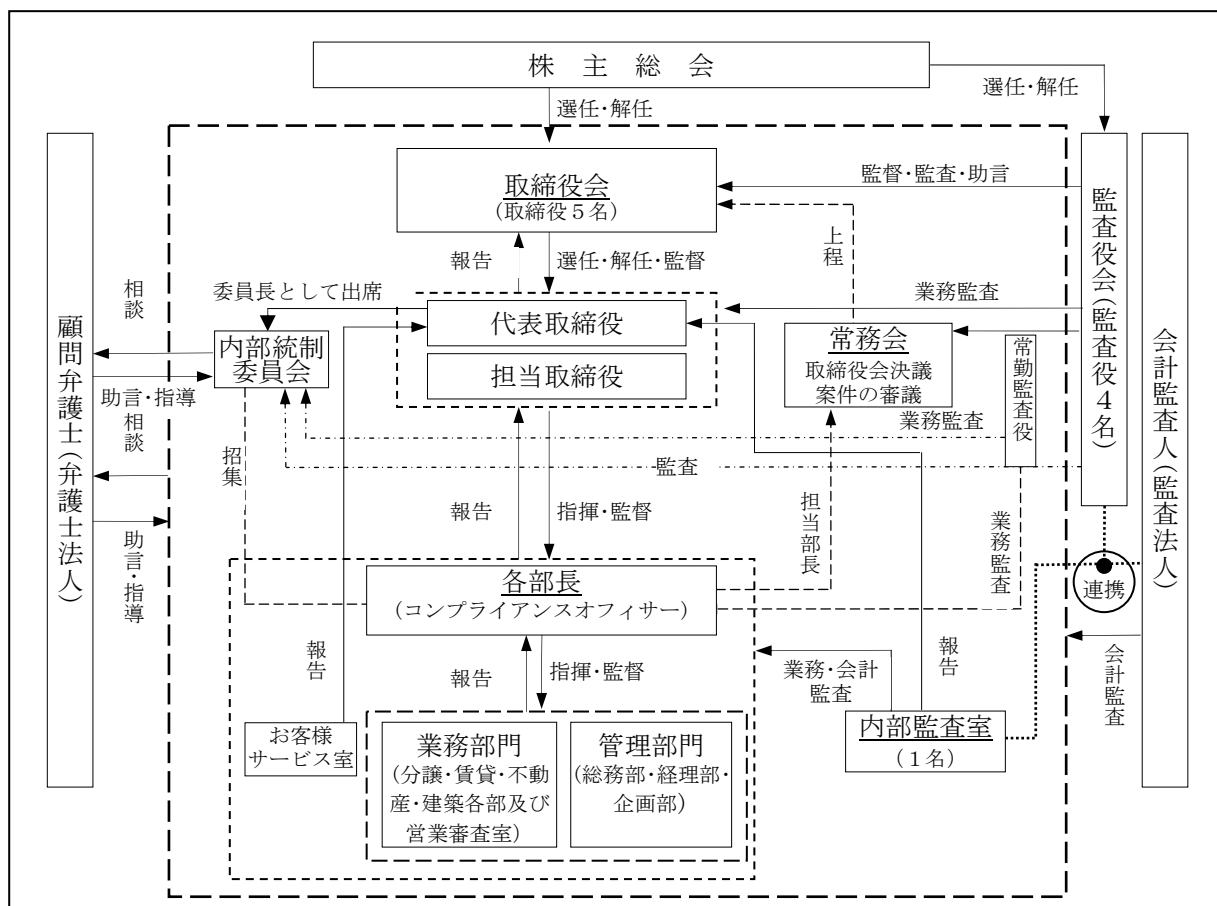 株主総会
選任・解任
選任・解任
取締役会
(取締役5名)
監督・監査・助言
報告
選任・解任・監督
上程
業務監査
委員長として出席
代表取締役
担当取締役
内部統制
委員会
常務会
取締役会決議
案件の審議
常勤監査役
監査役会(監査役4名)
会計監査人(監査法人)
顧問弁護士(弁護士法人)
相談
助言・指導
相談
助言・指導
招集
業務監査
監査
報告
指揮・監督
担当部長
業務監査
連携
各部長
(コンプライアンスオフィサー)
報告
報告
指揮・監督
業務・会計
監査
報告
会計監査
お客様
サービス室
業務部門
(分譲・賃貸・不動
産・建築各部及び
営業審査室)
管理部門
(総務部・経理部・
企画部)
内部監査室
(1名)